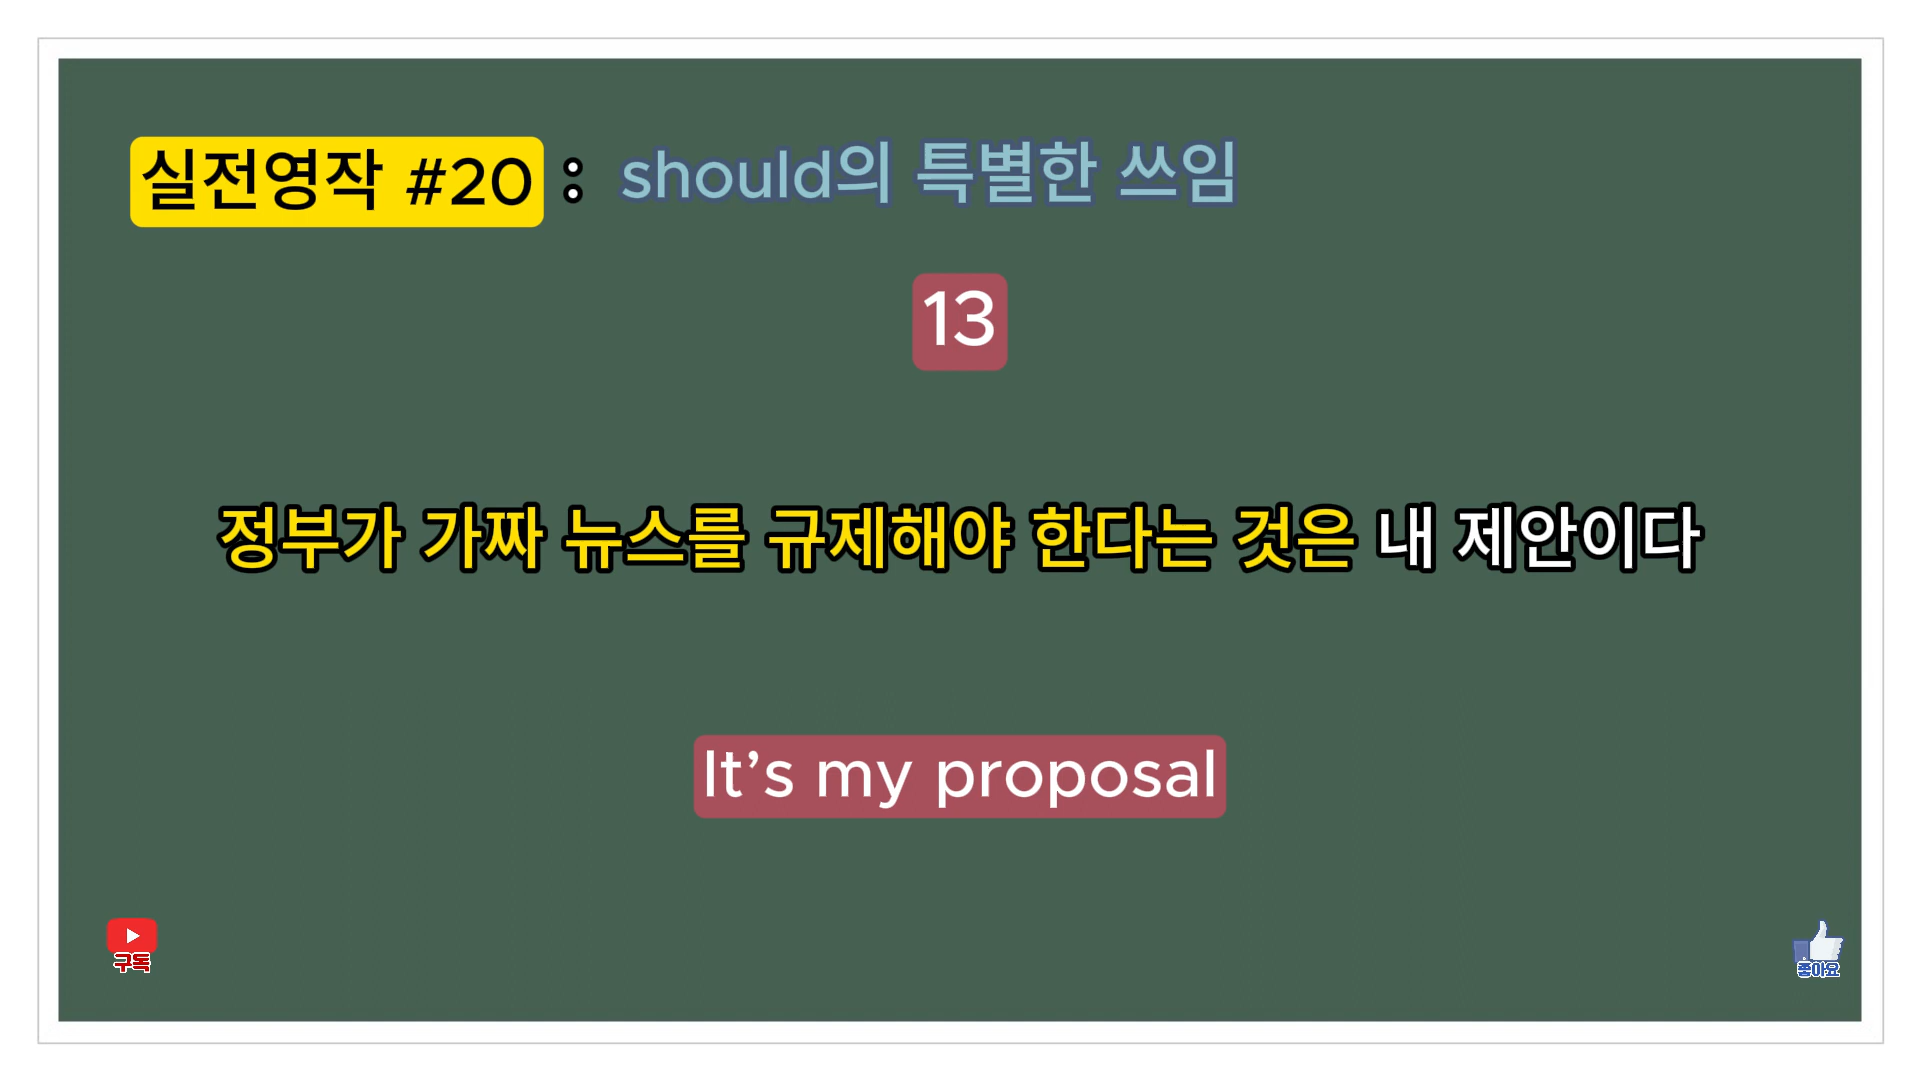 실전영작 #20 : should의 특별한 쓰임
13
정부가 가짜 뉴스를 규제해야 한다는 것은 내 제안이다
It’s my proposal
구독
좋아요